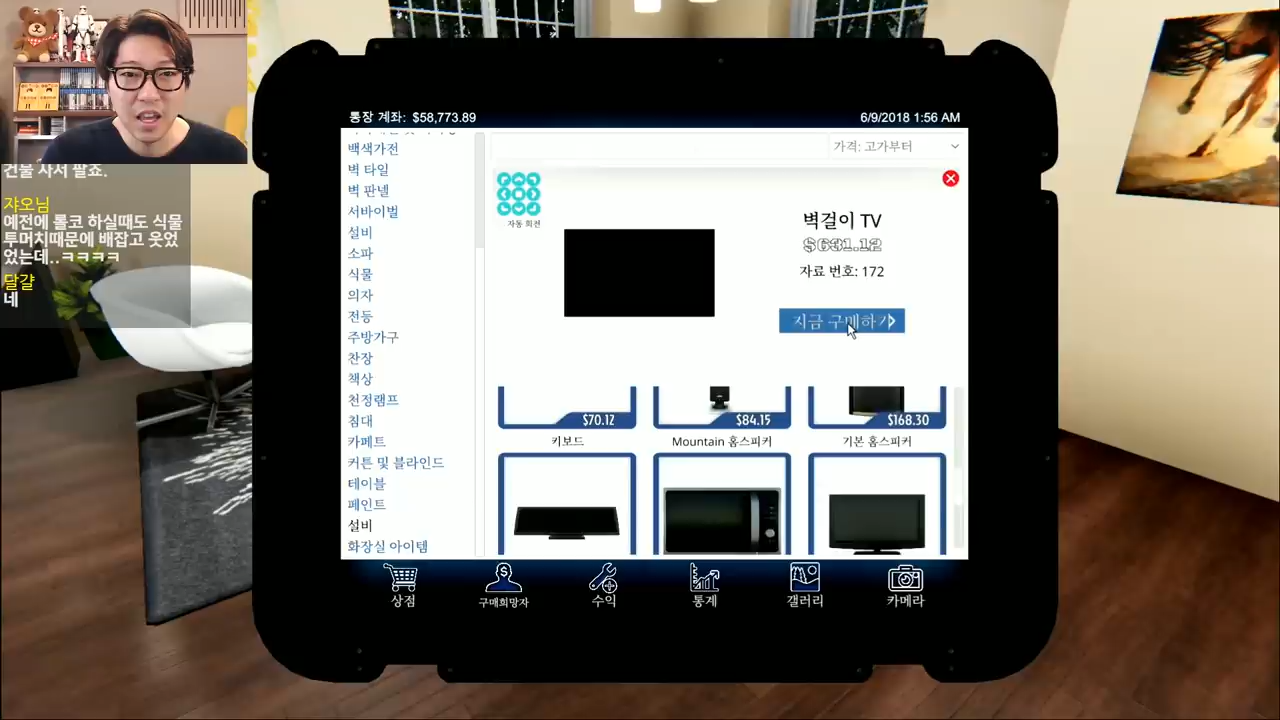 건물 사서 팔죠.
쟈오님
예전에 롤코 하실때도 식물
투머치때문에 배잡고 웃었
었는데..ㅋㅋㅋㅋ
달걀
네
통장 계좌: $58,773.89
6/9/2018 1:56 AM
백색가전
벽 타일
벽 판넬
서바이벌
설비
소파
식물
의자
전등
주방가구
찬장
책상
천정램프
침대
카페트
커튼 및 블라인드
테이블
페인트
설비
화장실 아이템
가격: 고가부터
자동 회전
벽걸이 TV
$631.12
자료 번호: 172
지금 구매하기
$70.12
$84.15
$168.30
키보드
Mountain 홈스피커
기본 홈스피커
상점
구매희망자
수익
통계
갤러리
카메라